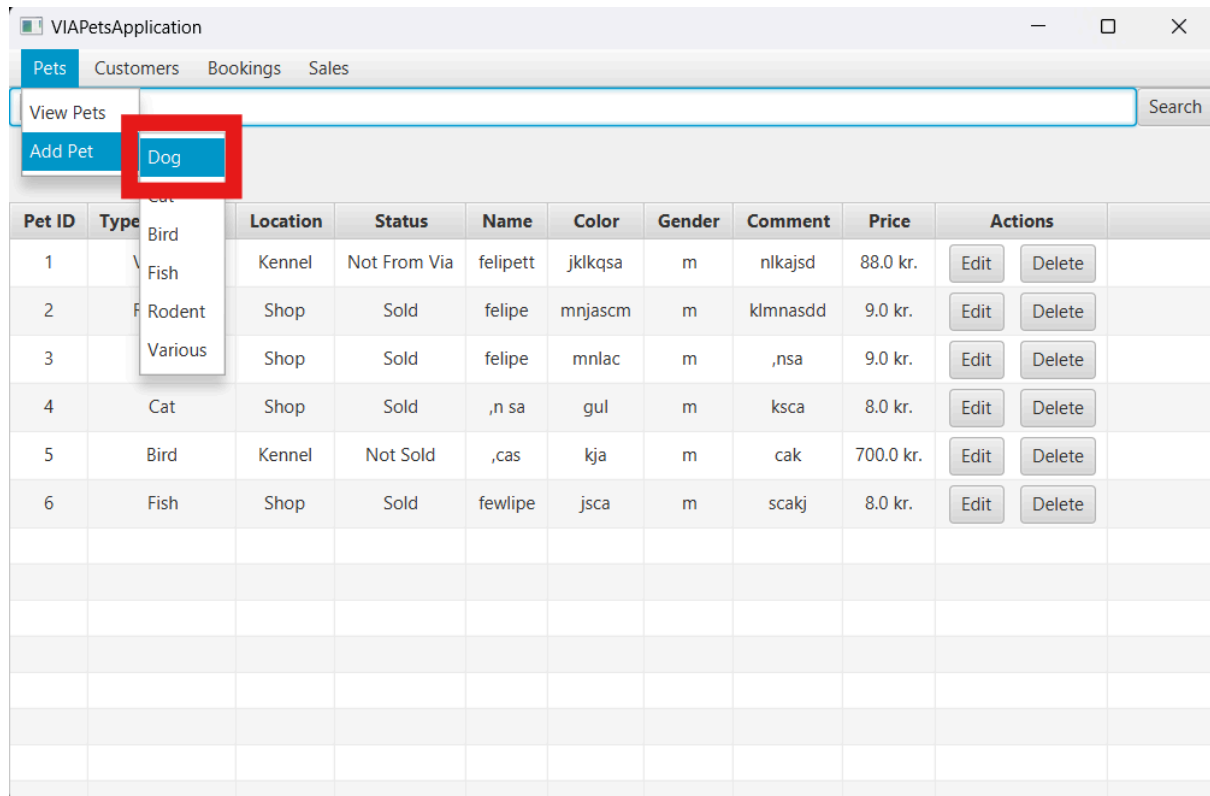 VIAPetsApplication
Pets Customers Bookings Sales
Search
View Pets
Add Pet
Dog
Bird
Fish
Rodent
Various
Pet ID Type Location Status Name Color Gender Comment Price Actions
1 Kennel Not From Via felipett jklkqsa m nlkajsd 88.0 kr. Edit Delete
2 Shop Sold felipe mnjascm m klmnasdd 9.0 kr. Edit Delete
3 Shop Sold felipe mnlac m ,nsa 9.0 kr. Edit Delete
4 Cat Shop Sold ,n sa gul m ksca 8.0 kr. Edit Delete
5 Bird Kennel Not Sold ,cas kja m cak 700.0 kr. Edit Delete
6 Fish Shop Sold fewlipe jsca m scakj 8.0 kr. Edit Delete